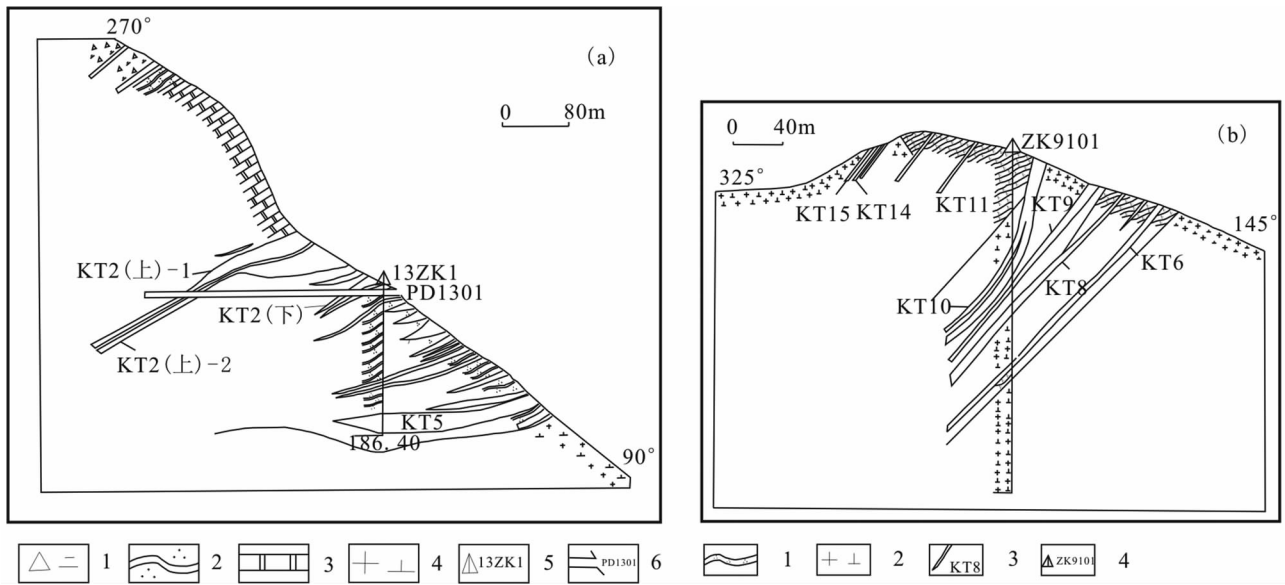 270°
(a)
0 80m
KT2(上)-1
13ZK1
PD1301
KT2(下)
KT2(上)-2
KT5
186.40
90°
0 40m
(b)
ZK9101
325°
KT15 KT14 KT11 KT9
145°
KT6
KT8
KT10
1 2 3 4 13ZK1 5 PD1301 6
1 2 KT8 3 ZK9101 4